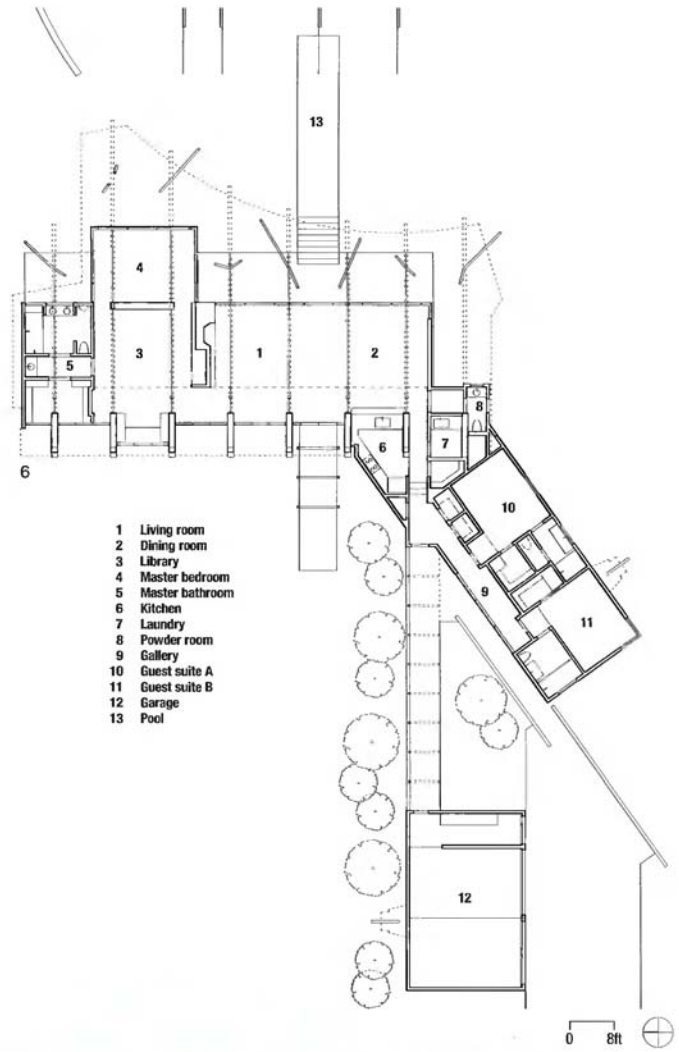 13
4
3
1
2
5
8
6
7
6
10
9
11
1 Living room
2 Dining room
3 Library
4 Master bedroom
5 Master bathroom
6 Kitchen
7 Laundry
8 Powder room
9 Gallery
10 Guest suite A
11 Guest suite B
12 Garage
13 Pool
12
0 8ft